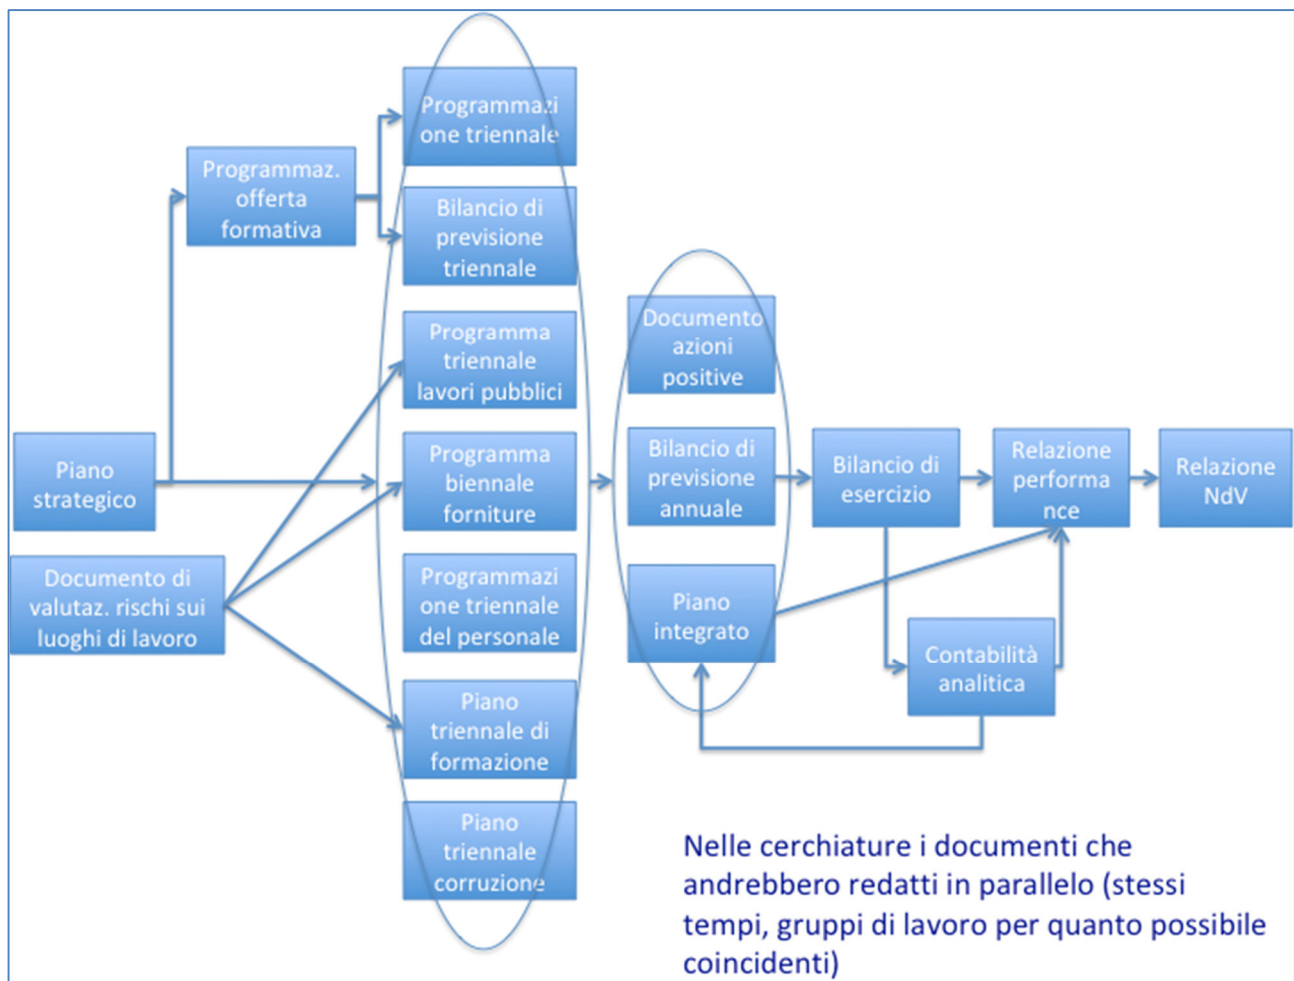 Programmazi
one triennale
Programmaz.
offerta
formativa
Bilancio di
previsione
triennale
Programma
triennale
lavori pubblici
Documento
azioni
positive
Piano
strategico
Programma
biennale
forniture
Bilancio di
previsione
annuale
Bilancio di
esercizio
Relazione
performa
nce
Relazione
NdV
Documento di
valutaz. rischi sui
luoghi di lavoro
Programmazi
one triennale
del personale
Piano
integrato
Contabilità
analitica
Piano
triennale di
formazione
Piano
triennale
corruzione
Nelle cerchiature i documenti che
andrebbero redatti in parallelo (stessi
tempi, gruppi di lavoro per quanto possibile
coincidenti)